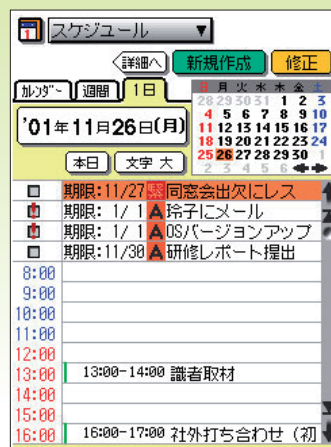 スケジュール ▼
詳細へ 新規作成 修正
カレンダー 週間 1日
'01年11月26日(月)
本日 文字 大
日 月 火 水 木 金 土
28 29 30 31 1 2 3
4 5 6 7 8 9 10
11 12 13 14 15 16 17
18 19 20 21 22 23 24
25 26 27 28 29 30 1
2 3 4 5 6
期限:11/27 緊 同窓会出欠にレス
期限: 1/ 1 A 玲子にメール
期限: 1/ 1 A OSバージョンアップ
期限:11/30 A 研修レポート提出
8:00
9:00
10:00
11:00
12:00
13:00 13:00-14:00 識者取材
14:00
15:00
16:00 16:00-17:00 社外打ち合わせ (初